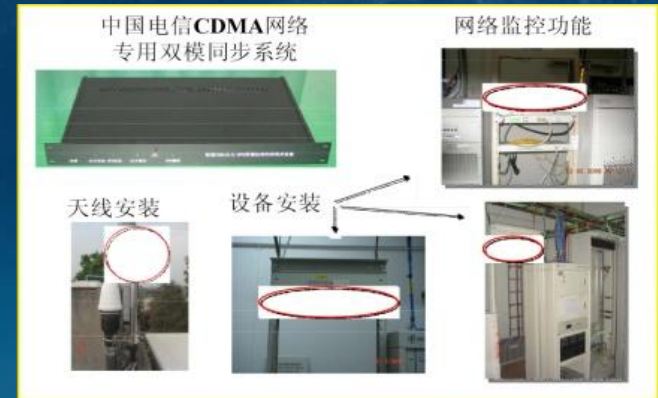 中国电信CDMA网络
专用双模同步系统
网络监控功能
天线安装
设备安装